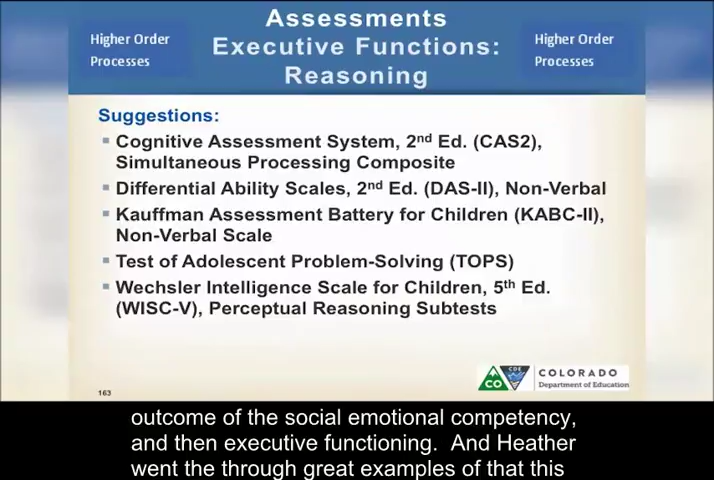 Assessments
Higher Order
Processes
Executive Functions:
Reasoning
Higher Order
Processes
Suggestions:
Cognitive Assessment System, 2nd Ed. (CAS2),
Simultaneous Processing Composite
Differential Ability Scales, 2nd Ed. (DAS-II), Non-Verbal
Kauffman Assessment Battery for Children (KABC-II),
Non-Verbal Scale
Test of Adolescent Problem-Solving (TOPS)
Wechsler Intelligence Scale for Children, 5th Ed.
(WISC-V), Perceptual Reasoning Subtests
163
CO
CDE
COLORADO
Department of Education
outcome of the social emotional competency,
and then executive functioning.  And Heather
went the through great examples of that this